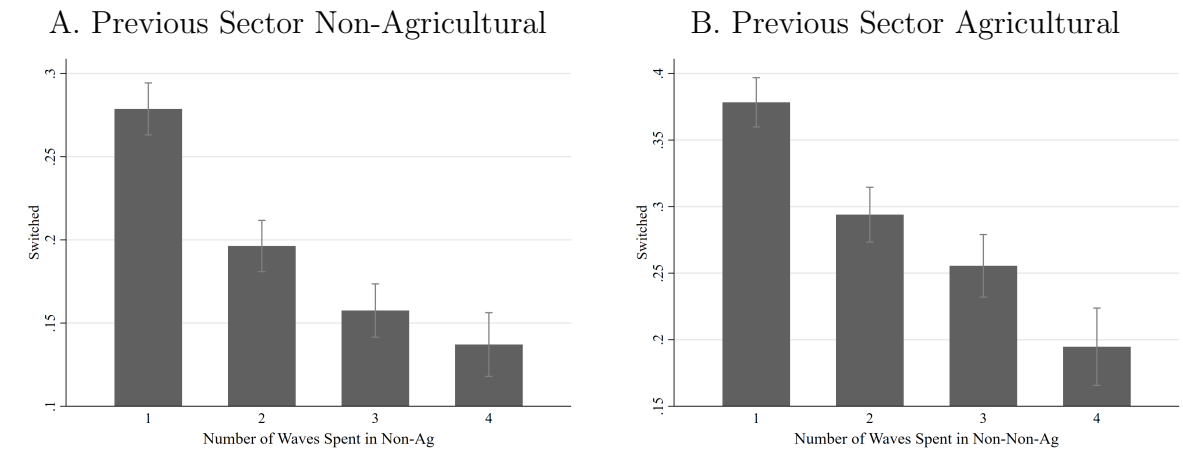 A. Previous Sector Non-Agricultural
.3
.25
.2
.15
.1
Switched
1 2 3 4
Number of Waves Spent in Non-Ag
B. Previous Sector Agricultural
.4
.35
.3
.25
.2
.15
Switched
1 2 3 4
Number of Waves Spent in Non-Non-Ag